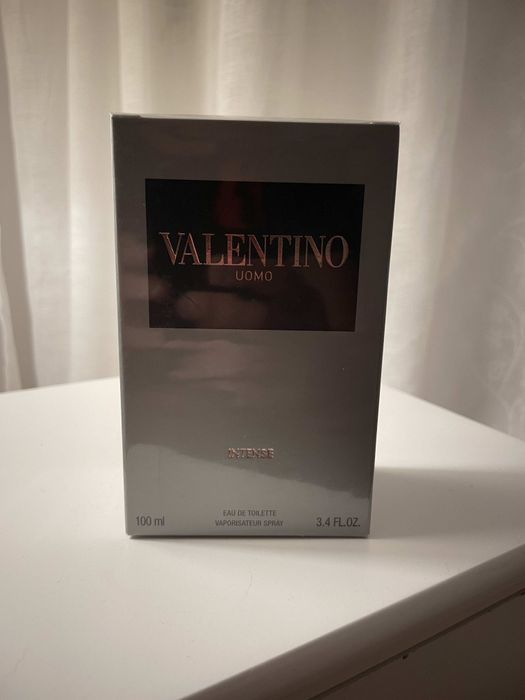 VALENTINO
UOMO
INTENSE
EAU DE TOILETTE
100 ml VAPORISATEUR SPRAY 3.4 FL.OZ.